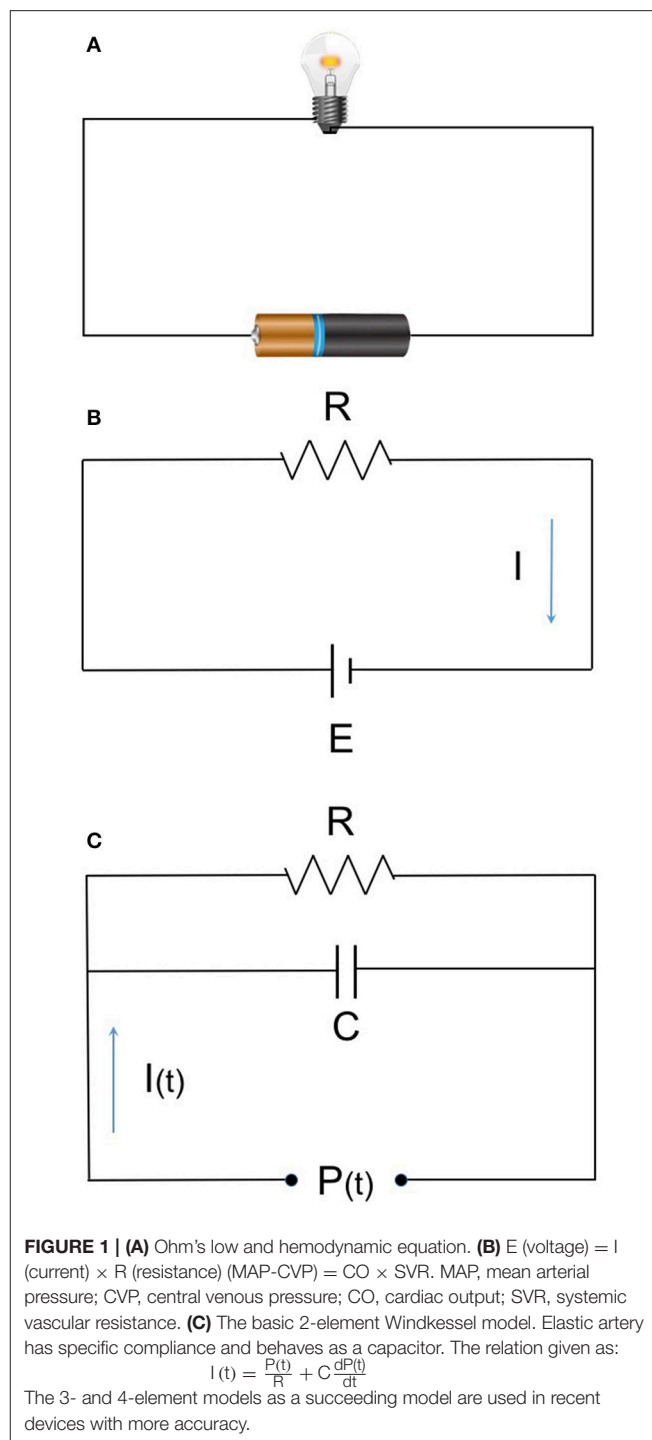 A
B
R
I
E
C
R
C
I(t)
P(t)
FIGURE 1 | (A) Ohm's low and hemodynamic equation. (B) E (voltage) = I
(current) × R (resistance) (MAP-CVP) = CO × SVR. MAP, mean arterial
pressure; CVP, central venous pressure; CO, cardiac output; SVR, systemic
vascular resistance. (C) The basic 2-element Windkessel model. Elastic artery
has specific compliance and behaves as a capacitor. The relation given as:
I (t) = P(t)/R + C dP(t)/dt
The 3- and 4-element models as a succeeding model are used in recent
devices with more accuracy.